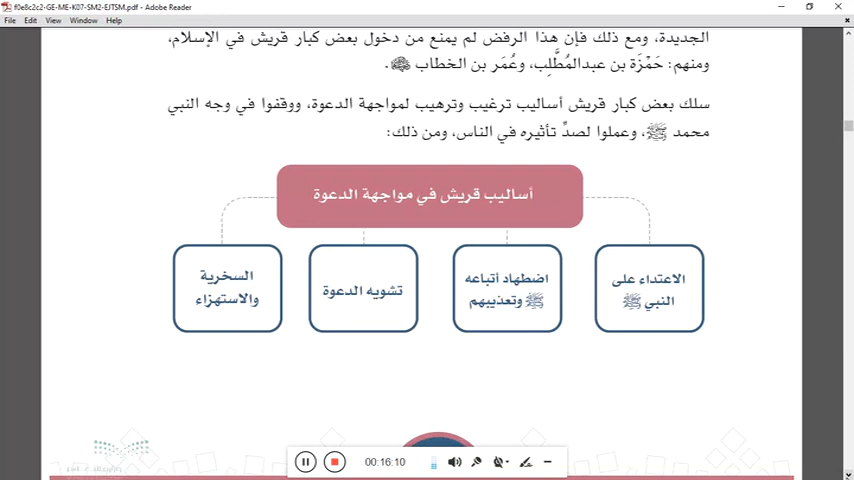 f0e8c2c2-GE-ME-K07-SM2-EJTSM.pdf - Adobe Reader
File Edit View Window Help
الجديدة، ومع ذلك فإن هذا الرفض لم يمنع من دخول بعض كبار قريش في الإسلام،
ومنهم: حَمْزَة بن عبدالمُطَّلِب، وعُمَر بن الخطاب
سلك بعض كبار قريش أساليب ترغيب وترهيب لمواجهة الدعوة، ووقفوا في وجه النبي
محمد ﷺ، وعملوا لصدِّ تأثيره في الناس، ومن ذلك:
أساليب قريش في مواجهة الدعوة
الاعتداء على
النبي ﷺ
اضطهاد أتباعه
ﷺ وتعذيبهم
تشويه الدعوة
السخرية
والاستهزاء
00:16:10